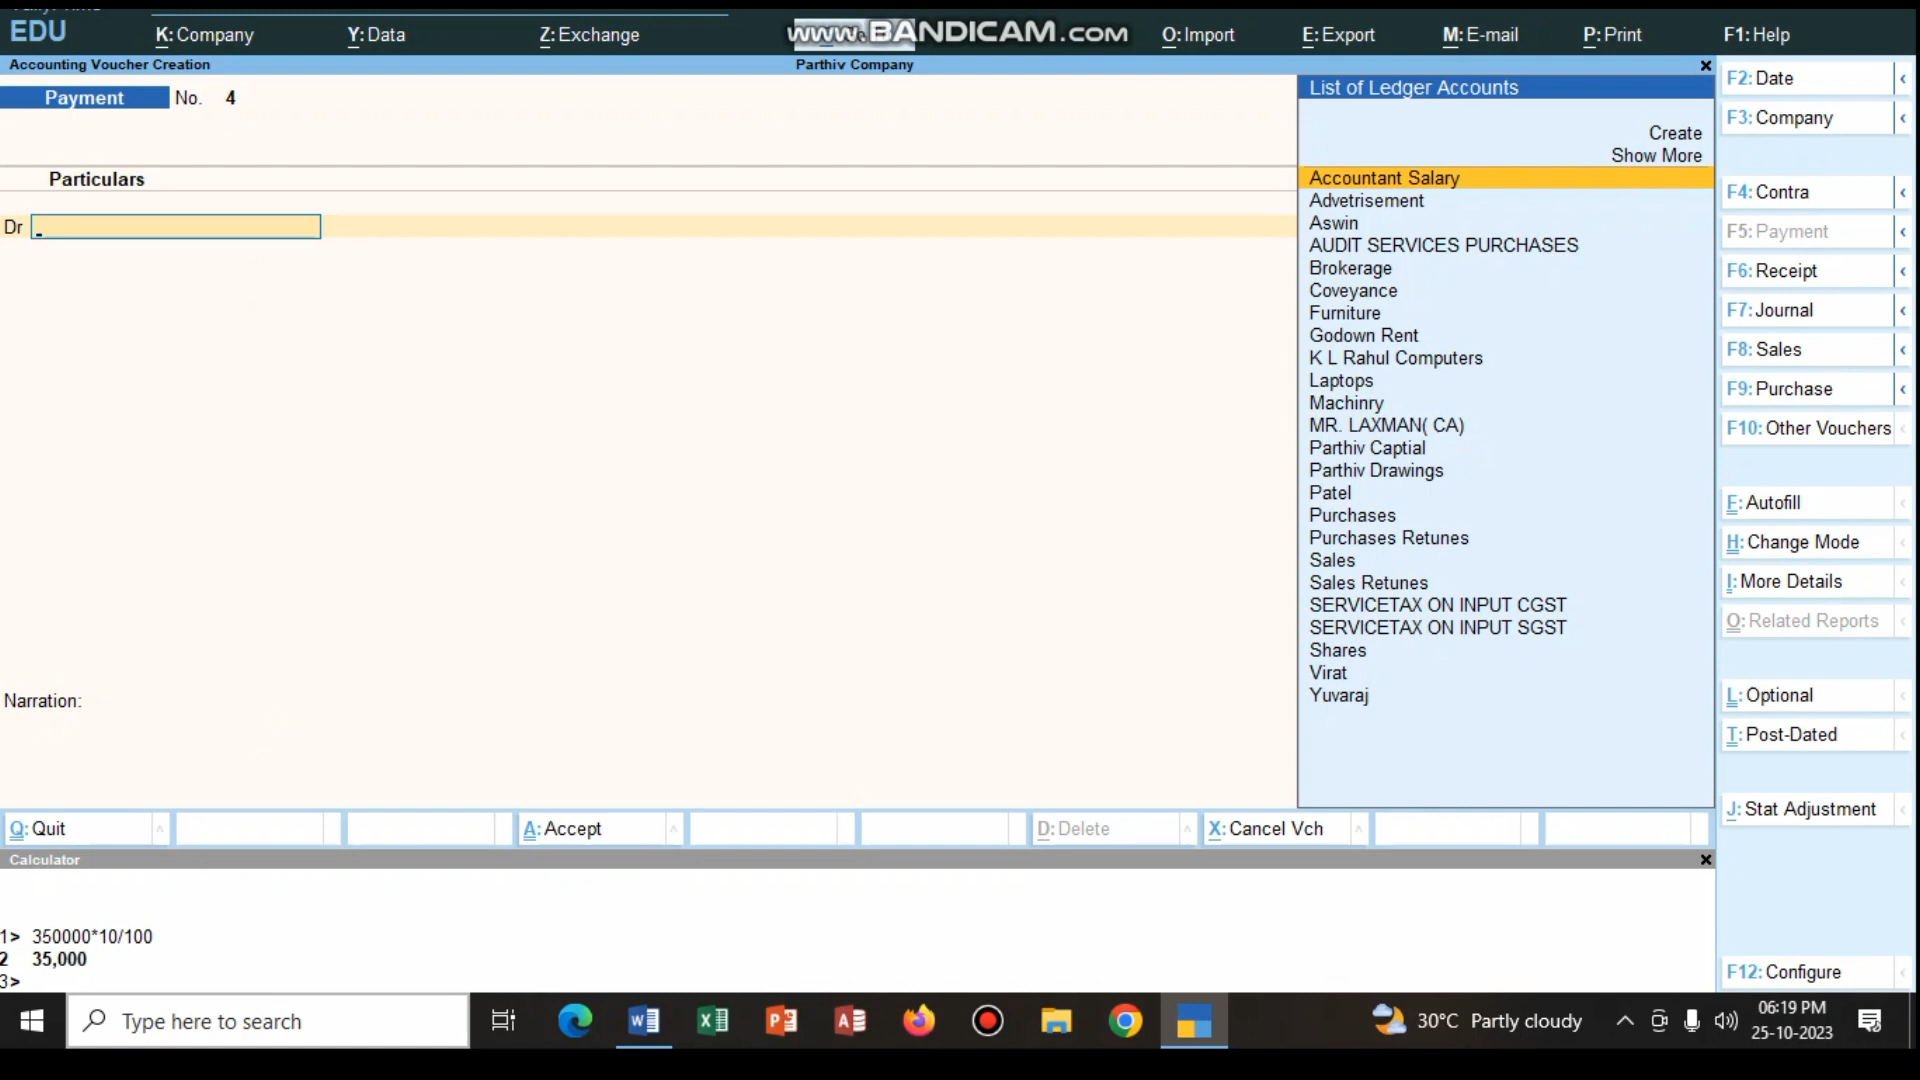 EDU
K: Company
Y: Data
Z: Exchange
www.BANDICAM.com
O: Import
E: Export
M: E-mail
P: Print
F1: Help
Accounting Voucher Creation
Parthiv Company
Payment No. 4
Particulars
Dr
Narration:
List of Ledger Accounts
Create
Show More
Accountant Salary
Advetrisement
Aswin
AUDIT SERVICES PURCHASES
Brokerage
Coveyance
Furniture
Godown Rent
K L Rahul Computers
Laptops
Machinry
MR. LAXMAN( CA)
Parthiv Captial
Parthiv Drawings
Patel
Purchases
Purchases Retunes
Sales
Sales Retunes
SERVICETAX ON INPUT CGST
SERVICETAX ON INPUT SGST
Shares
Virat
Yuvaraj
F2: Date
F3: Company
F4: Contra
F5: Payment
F6: Receipt
F7: Journal
F8: Sales
F9: Purchase
F10: Other Vouchers
F: Autofill
H: Change Mode
I: More Details
O: Related Reports
L: Optional
T: Post-Dated
J: Stat Adjustment
F12: Configure
Q: Quit
A: Accept
D: Delete
X: Cancel Vch
Calculator
1> 350000*10/100
2 35,000
3>
Type here to search
30°C Partly cloudy
06:19 PM
25-10-2023